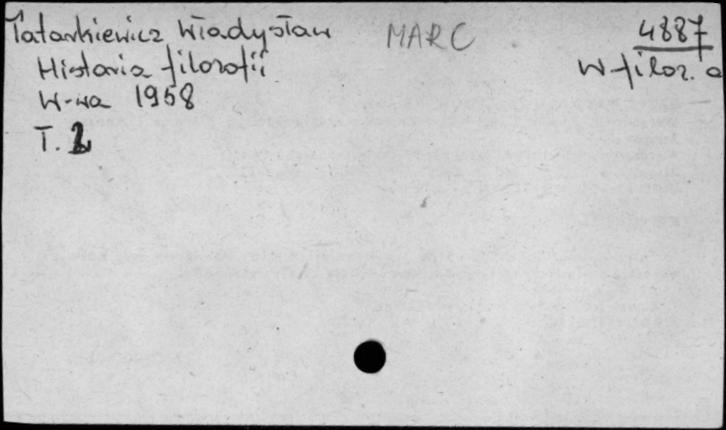 Tatarkiewicz Władysław MARC 4887
Historia filozofii W-filoz. a
W-wa 1958
T. 2